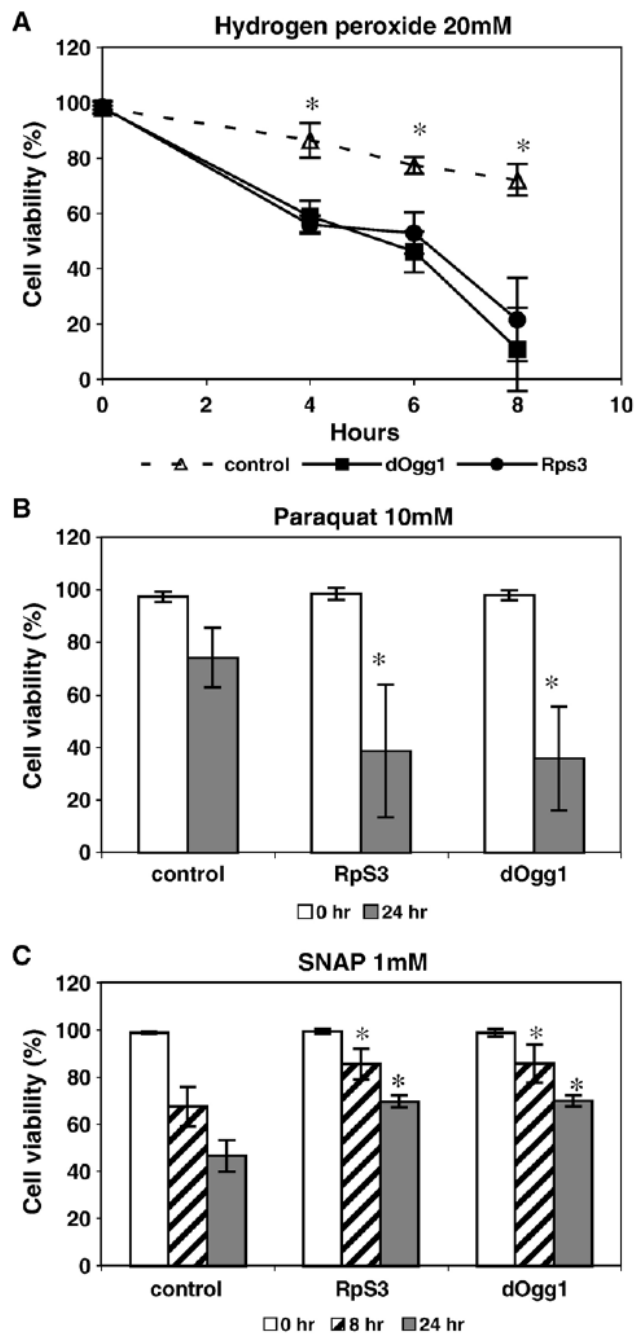 A
Hydrogen peroxide 20mM
120
100
80
60
40
20
0
Cell viability (%)
* * *
0 2 4 6 8 10
Hours
control dOgg1 Rps3
B
Paraquat 10mM
120
100
80
60
40
20
0
Cell viability (%)
* *
control RpS3 dOgg1
0 hr 24 hr
C
SNAP 1mM
120
100
80
60
40
20
0
Cell viability (%)
* * * *
control RpS3 dOgg1
0 hr 8 hr 24 hr